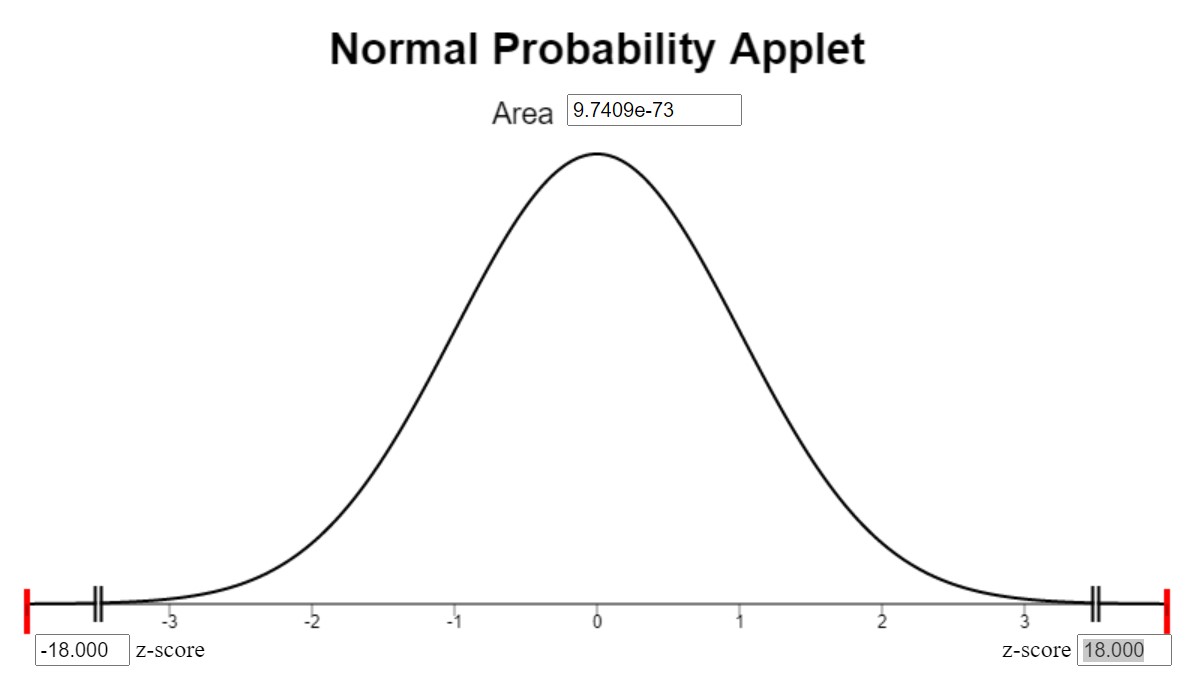 Normal Probability Applet
Area 9.7409e-73
-3 -2 -1 0 1 2 3
-18.000 z-score z-score 18.000